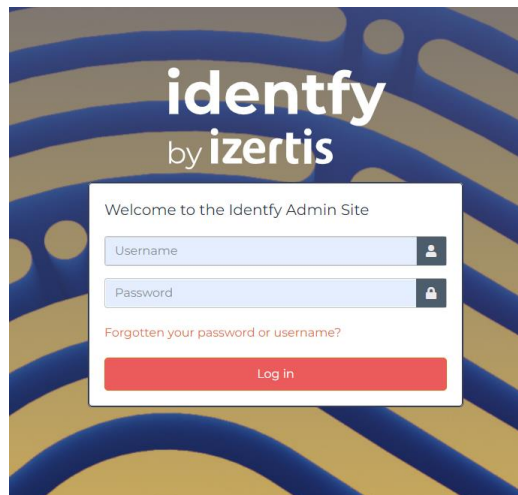 identfy
by izertis
Welcome to the Identfy Admin Site
Username
Password
Forgotten your password or username?
Log in